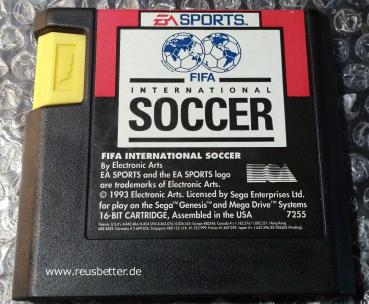 EA SPORTS™
FIFA
INTERNATIONAL
SOCCER
FIFA INTERNATIONAL SOCCER
By Electronic Arts
EA SPORTS and the EA SPORTS logo
are trademarks of Electronic Arts.
© 1993 Electronic Arts. Licensed by Sega Enterprises Ltd.
for play on the Sega™ Genesis™ and Mega Drive™ Systems
16-BIT CARTRIDGE, Assembled in the USA 7255
www.reusbetter.de